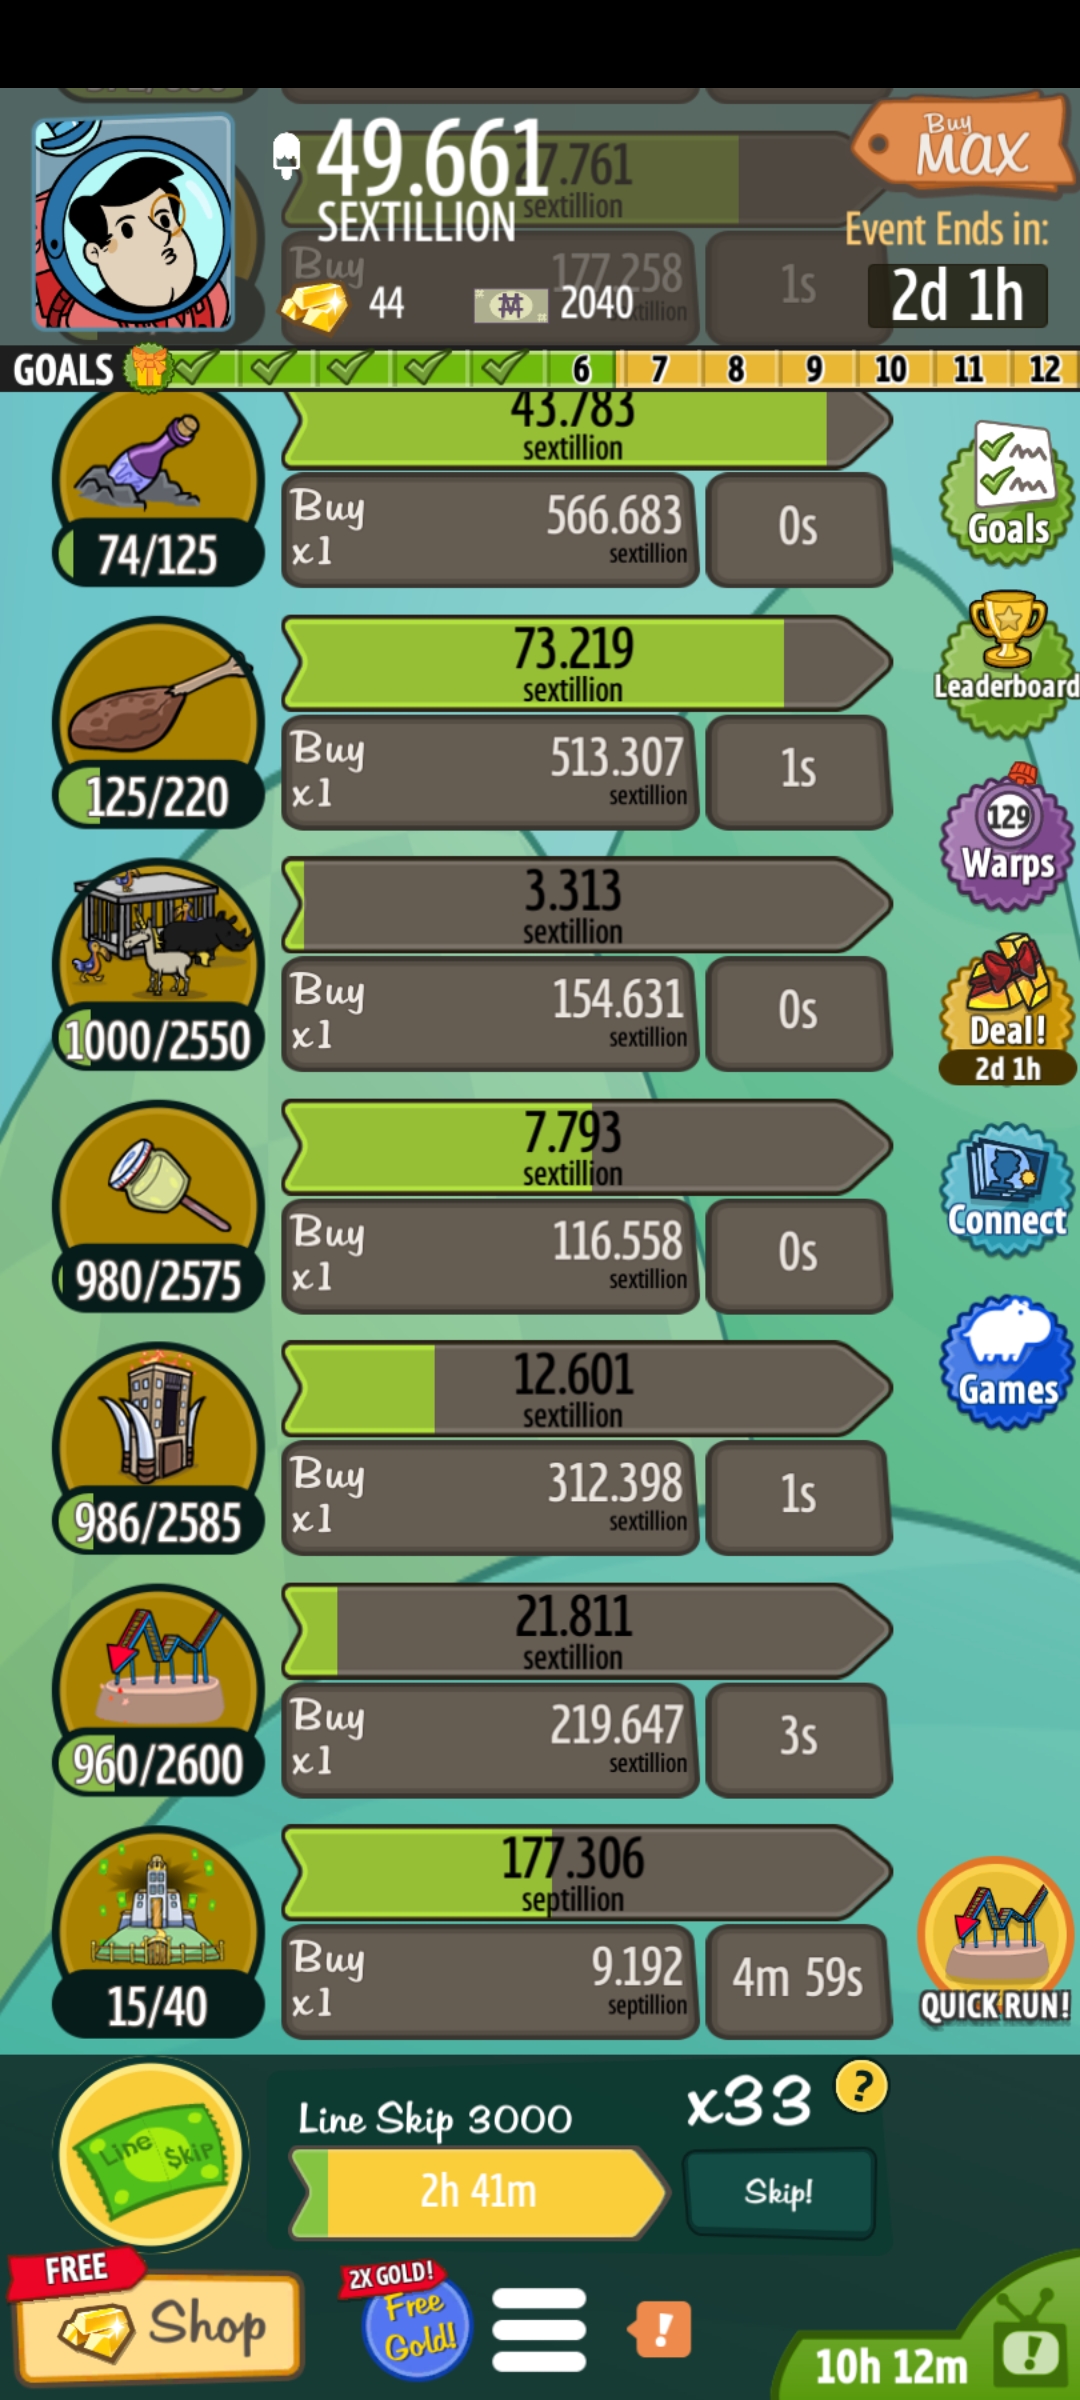 49.661
SEXTILLION
27.761
sextillion
Buy
MAX
Event Ends in:
2d 1h
Buy
177.258
1s
44
2040
GOALS 6 7 8 9 10 11 12
43.783
sextillion
74/125
Buy
x1
566.683
sextillion
0s
Goals
73.219
sextillion
125/220
Buy
x1
513.307
sextillion
1s
Leaderboard
3.313
sextillion
1000/2550
Buy
x1
154.631
sextillion
0s
129
Warps
Deal!
2d 1h
7.793
sextillion
980/2575
Buy
x1
116.558
sextillion
0s
Connect
12.601
sextillion
986/2585
Buy
x1
312.398
sextillion
1s
Games
21.811
sextillion
960/2600
Buy
x1
219.647
sextillion
3s
177.306
septillion
15/40
Buy
x1
9.192
septillion
4m 59s
QUICK RUN!
Line Skip
Line Skip 3000
2h 41m
x33
?
Skip!
FREE
Shop
2X GOLD!
Free
Gold!
!
10h 12m
!